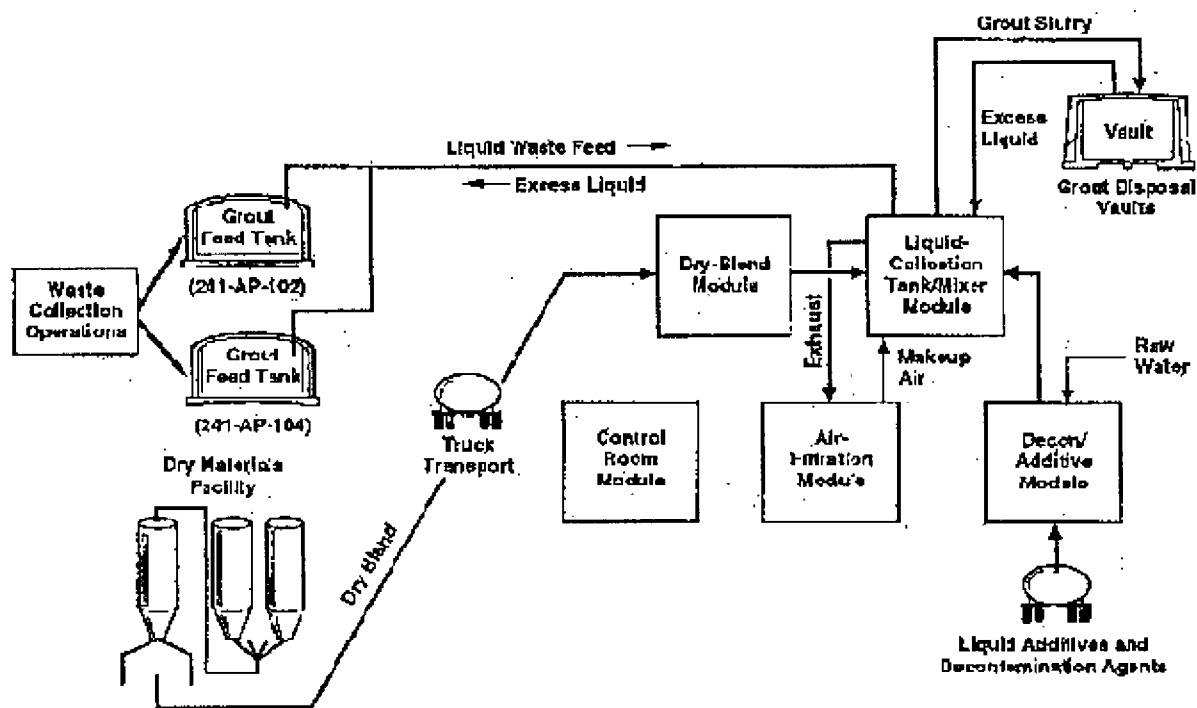 Grout Slurry
Excess
Liquid
Vault
Grout Disposal
Vaults
Liquid Waste Feed
Excess Liquid
Grout
Feed Tank
(241-AP-102)
Waste
Collection
Operations
Grout
Feed Tank
(241-AP-104)
Dry-Blend
Module
Liquid-
Collection
Tank/Mixer
Module
Exhaust
Makeup
Air
Raw
Water
Truck
Transport
Control
Room
Module
Air-
Filtration
Module
Decon/
Additive
Module
Dry Materials
Facility
Dry Blend
Liquid Additives and
Decontamination Agents